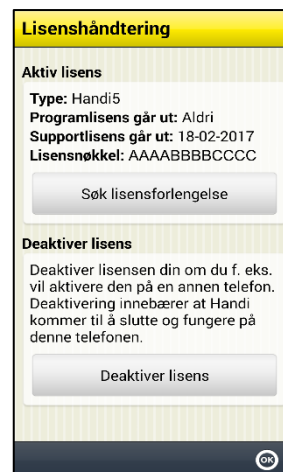 Lisenshåndtering
Aktiv lisens
Type: Handi5
Programlisens går ut: Aldri
Supportlisens går ut: 18-02-2017
Lisensnøkkel: AAAABBBBCCCC
Søk lisensforlengelse
Deaktiver lisens
Deaktiver lisensen din om du f. eks.
vil aktivere den på en annen telefon.
Deaktivering innebærer at Handi
kommer til å slutte og fungere på
denne telefonen.
Deaktiver lisens
OK